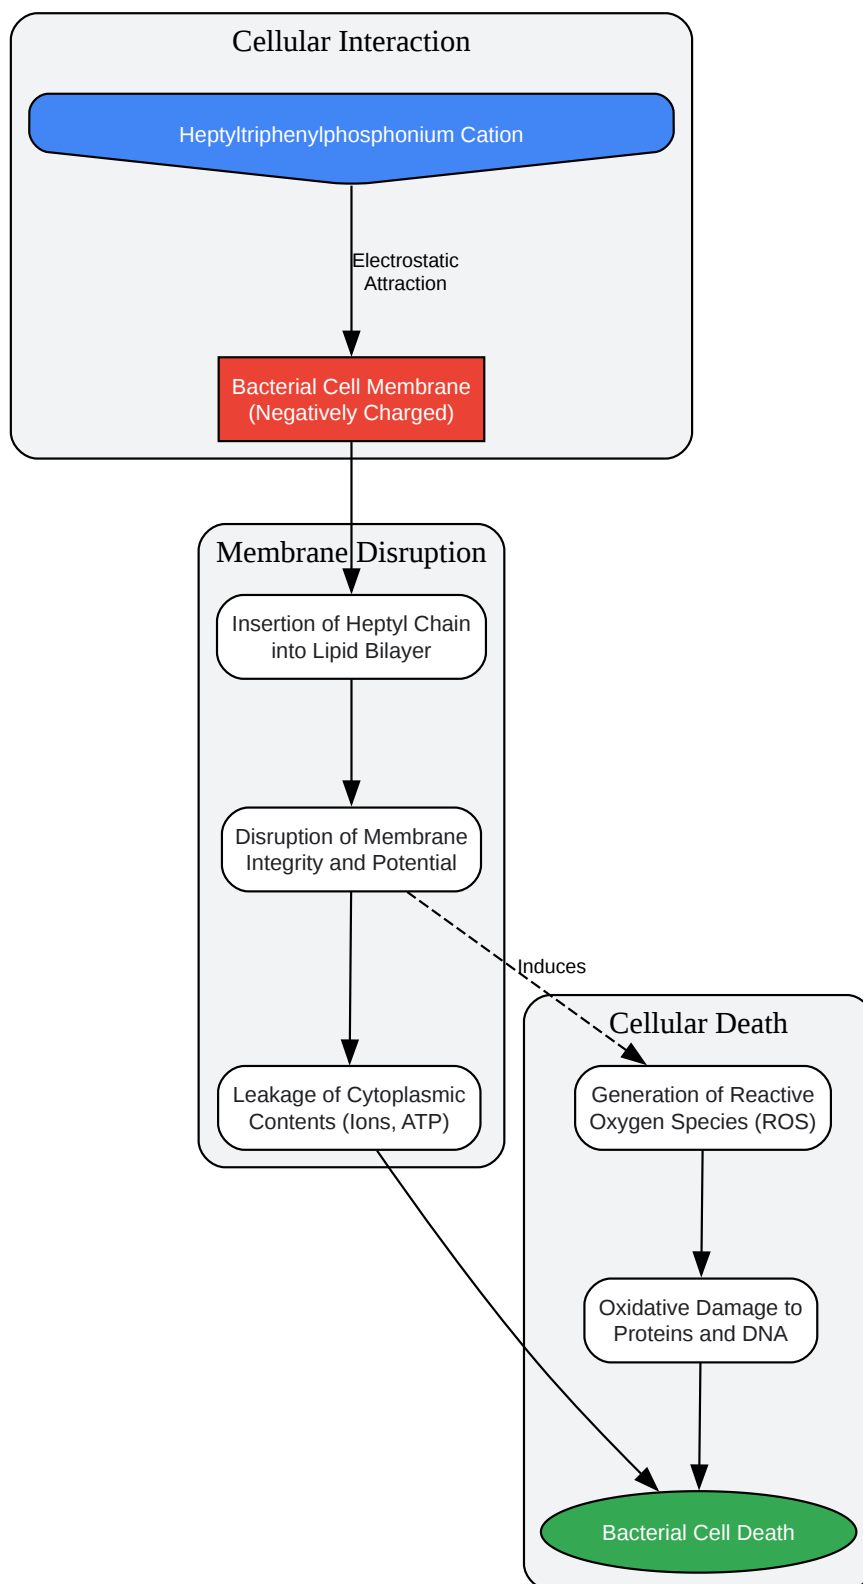 Cellular Interaction
Heptyltriphenylphosphonium Cation
Electrostatic
Attraction
Bacterial Cell Membrane
(Negatively Charged)
Membrane Disruption
Insertion of Heptyl Chain
into Lipid Bilayer
Disruption of Membrane
Integrity and Potential
Induces
Cellular Death
Leakage of Cytoplasmic
Contents (Ions, ATP)
Generation of Reactive
Oxygen Species (ROS)
Oxidative Damage to
Proteins and DNA
Bacterial Cell Death